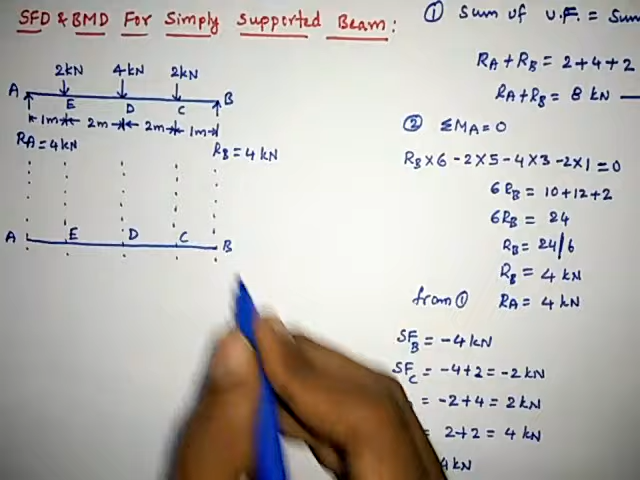 SFD & BMD For Simply Supported Beam:
2kN 4kN 2kN
A B
E D C
1m 2m 2m 1m
RA = 4kN RB = 4 kN
A E D C B
① Sum of U.F. = Sum
RA + RB = 2+4+2
RA + RB = 8 kN
② ΣMA = 0
RB×6 - 2×5 - 4×3 - 2×1 = 0
6RB = 10+12+2
6RB = 24
RB = 24/6
RB = 4 kN
from ① RA = 4 kN
SFB = -4 kN
SFC = -4+2 = -2 kN
= -2+4 = 2 kN
= 2+2 = 4 kN
4kN